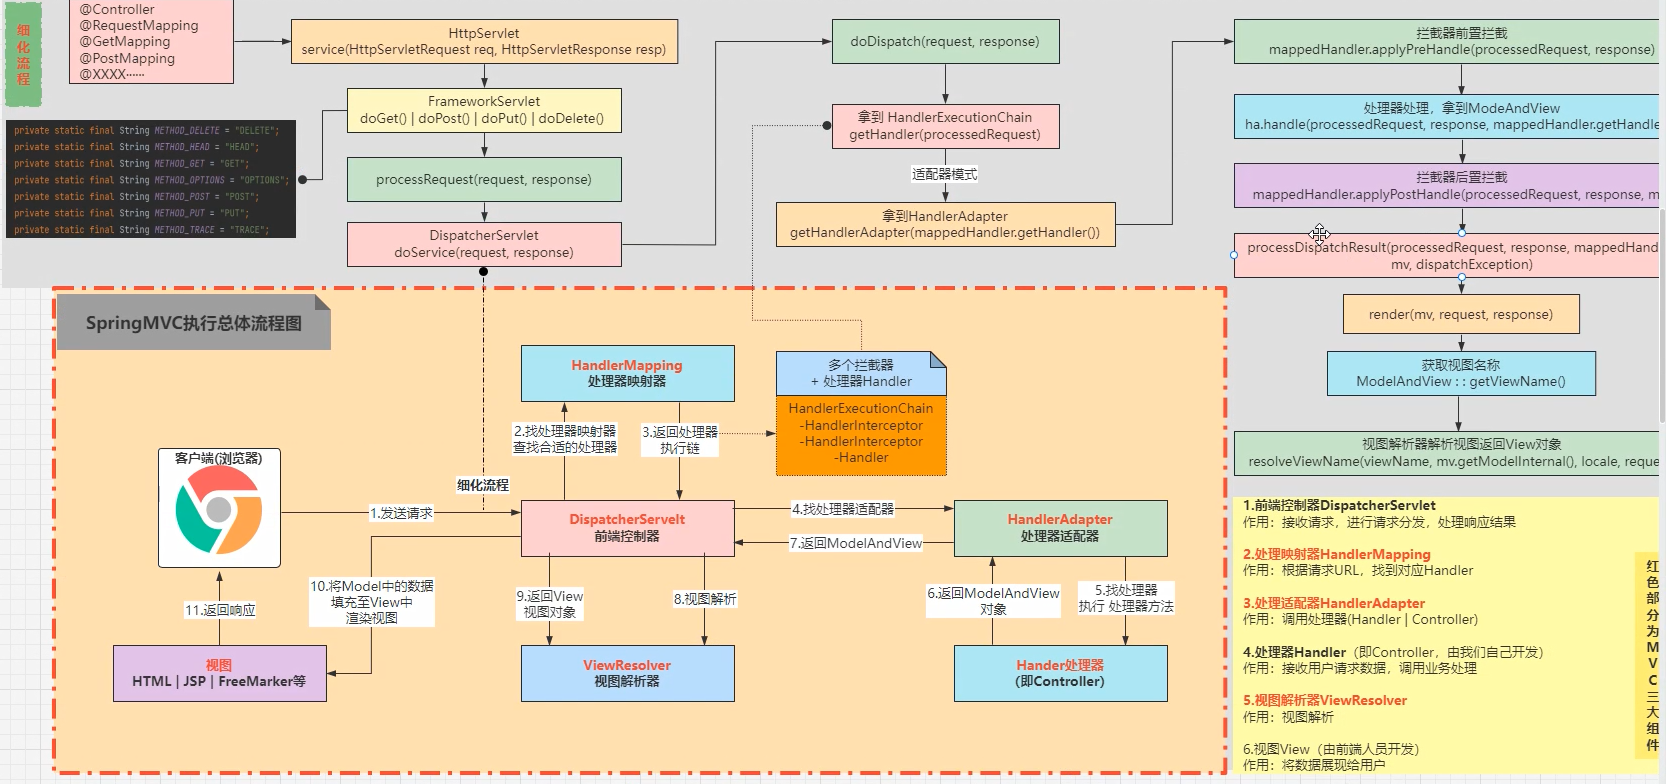 细
化
流
程
@Controller
@RequestMapping
@GetMapping
@PostMapping
@XXXX······
HttpServlet
service(HttpServletRequest req, HttpServletResponse resp)
FrameworkServlet
doGet() | doPost() | doPut() | doDelete()
private static final String METHOD_DELETE = "DELETE";
private static final String METHOD_HEAD = "HEAD";
private static final String METHOD_GET = "GET";
private static final String METHOD_OPTIONS = "OPTIONS";
private static final String METHOD_POST = "POST";
private static final String METHOD_PUT = "PUT";
private static final String METHOD_TRACE = "TRACE";
processRequest(request, response)
DispatcherServlet
doService(request, response)
doDispatch(request, response)
拿到 HandlerExecutionChain
getHandler(processedRequest)
适配器模式
拿到HandlerAdapter
getHandlerAdapter(mappedHandler.getHandler())
拦截器前置拦截
mappedHandler.applyPreHandle(processedRequest, response)
处理器处理，拿到ModeAndView
ha.handle(processedRequest, response, mappedHandler.getHandle
拦截器后置拦截
mappedHandler.applyPostHandle(processedRequest, response, m
processDispatchResult(processedRequest, response, mappedHand
mv, dispatchException)
render(mv, request, response)
获取视图名称
ModelAndView : : getViewName()
视图解析器解析视图返回View对象
resolveViewName(viewName, mv.getModelInternal(), locale, reque
SpringMVC执行总体流程图
HandlerMapping
处理器映射器
多个拦截器
+ 处理器Handler
HandlerExecutionChain
-HandlerInterceptor
-HandlerInterceptor
-Handler
2.找处理器映射器
查找合适的处理器
3.返回处理器
执行链
客户端(浏览器)
细化流程
1.发送请求
DispatcherServelt
前端控制器
4.找处理器适配器
7.返回ModelAndView
HandlerAdapter
处理器适配器
10.将Model中的数据
填充至View中
渲染视图
11.返回响应
9.返回View
视图对象
8.视图解析
6.返回ModelAndView
对象
5.找处理器
执行 处理器方法
视图
HTML | JSP | FreeMarker等
ViewResolver
视图解析器
Hander处理器
(即Controller)
1.前端控制器DispatcherServlet
作用：接收请求，进行请求分发，处理响应结果
2.处理映射器HandlerMapping
作用：根据请求URL，找到对应Handler
3.处理适配器HandlerAdapter
作用：调用处理器(Handler | Controller)
4.处理器Handler（即Controller，由我们自己开发）
作用：接收用户请求数据，调用业务处理
5.视图解析器ViewResolver
作用：视图解析
6.视图View（由前端人员开发）
作用：将数据展现给用户
红
色
部
分
为
M
V
C
三
大
组
件